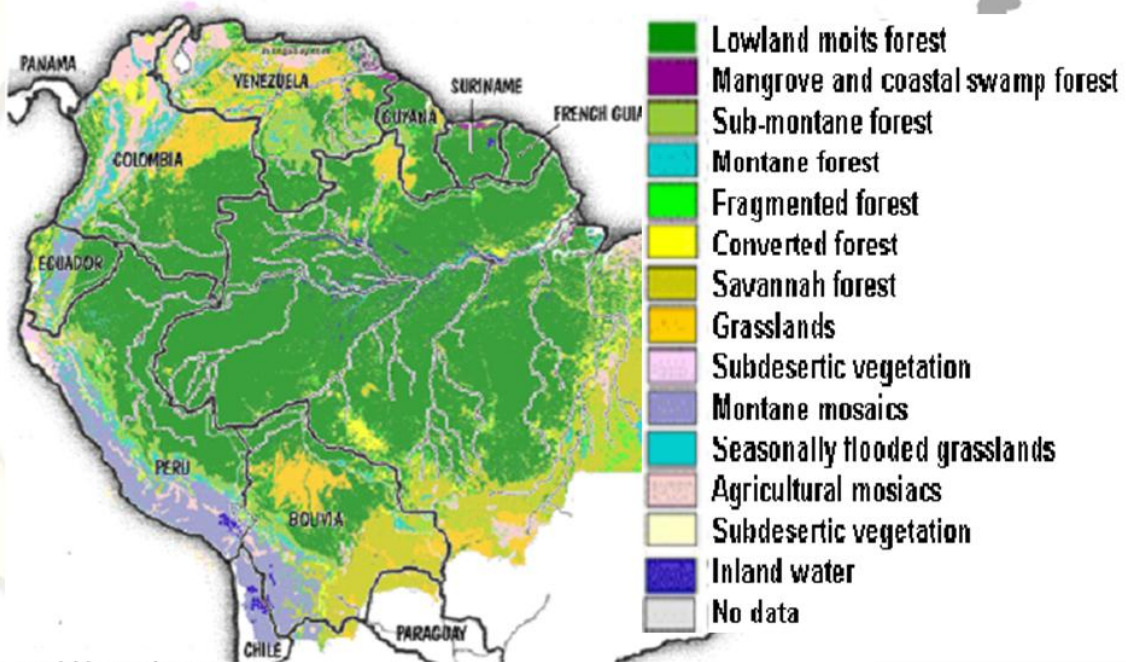 PANAMA
VENEZUELA
SURINAME
GUYANA
FRENCH GUIA
COLOMBIA
ECUADOR
PERU
BOLIVIA
CHILE
PARAGUAY
Lowland moits forest
Mangrove and coastal swamp forest
Sub-montane forest
Montane forest
Fragmented forest
Converted forest
Savannah forest
Grasslands
Subdesertic vegetation
Montane mosaics
Seasonally flooded grasslands
Agricultural mosiacs
Subdesertic vegetation
Inland water
No data